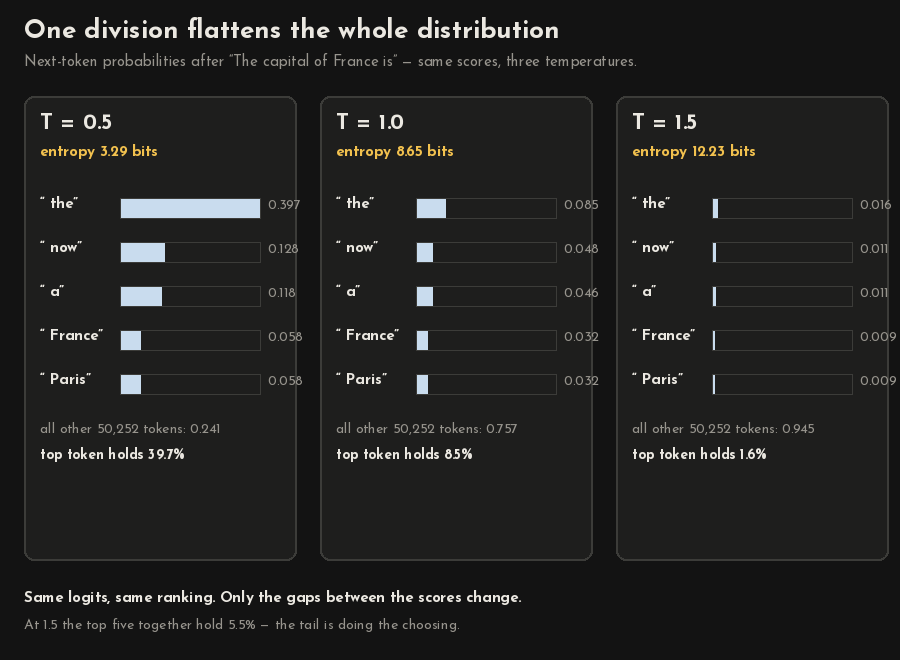 One division flattens the whole distribution
Next-token probabilities after “The capital of France is” — same scores, three temperatures.
T = 0.5
entropy 3.29 bits
“ the” 0.397
“ now” 0.128
“ a” 0.118
“ France” 0.058
“ Paris” 0.058
all other 50,252 tokens: 0.241
top token holds 39.7%
T = 1.0
entropy 8.65 bits
“ the” 0.085
“ now” 0.048
“ a” 0.046
“ France” 0.032
“ Paris” 0.032
all other 50,252 tokens: 0.757
top token holds 8.5%
T = 1.5
entropy 12.23 bits
“ the” 0.016
“ now” 0.011
“ a” 0.011
“ France” 0.009
“ Paris” 0.009
all other 50,252 tokens: 0.945
top token holds 1.6%
Same logits, same ranking. Only the gaps between the scores change.
At 1.5 the top five together hold 5.5% — the tail is doing the choosing.